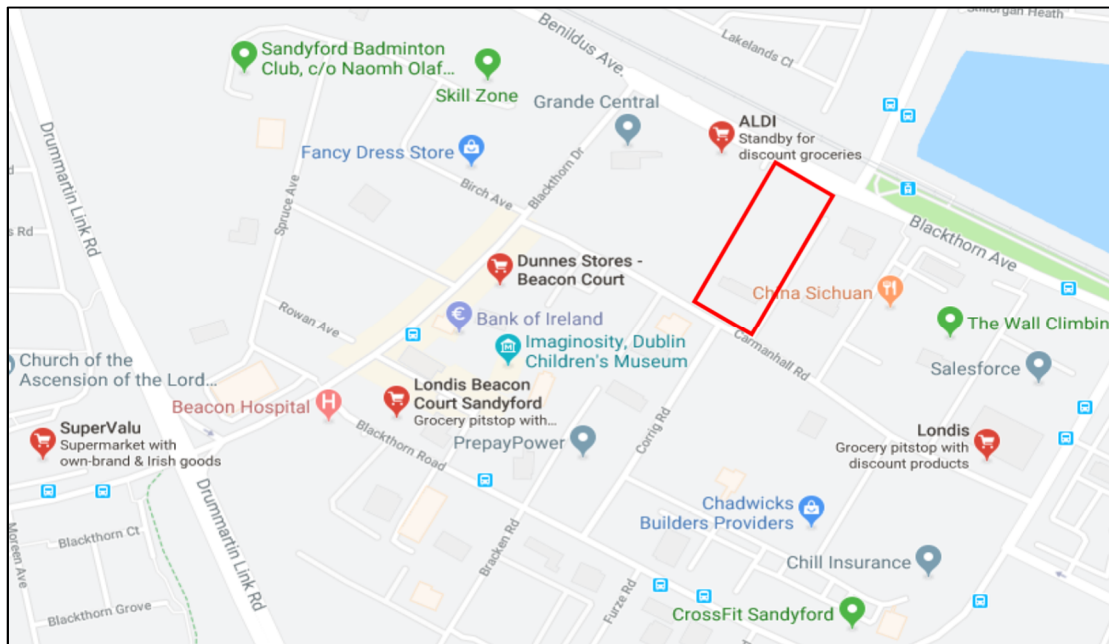 Skillorgan Heath
Lakelands Cl
Benildus Ave.
Sandyford Badminton
Club, c/o Naomh Olaf...
Skill Zone
Grande Central
ALDI
Standby for
discount groceries
Drummartin Link Rd
Fancy Dress Store
Birch Ave
Blackthorn Dr
Spruce Ave
s Rd
Blackthorn Ave
Dunnes Stores -
Beacon Court
China Sichuan
Rowan Ave
Bank of Ireland
The Wall Climbin
Imaginosity, Dublin
Children's Museum
Carmanhall Rd
Salesforce
Church of the
Ascension of the Lord...
Londis Beacon
Court Sandyford
Grocery pitstop with...
Beacon Hospital
H
SuperValu
Supermarket with
own-brand & Irish goods
PrepayPower
Corrig Rd
Londis
Grocery pitstop with
discount products
Blackthorn Road
Chadwicks
Builders Providers
Drummartin Link Rd
Blackthorn Ct
Moreen Ave
Bracken Rd
Chill Insurance
Blackthorn Grove
Furze Rd
CrossFit Sandyford